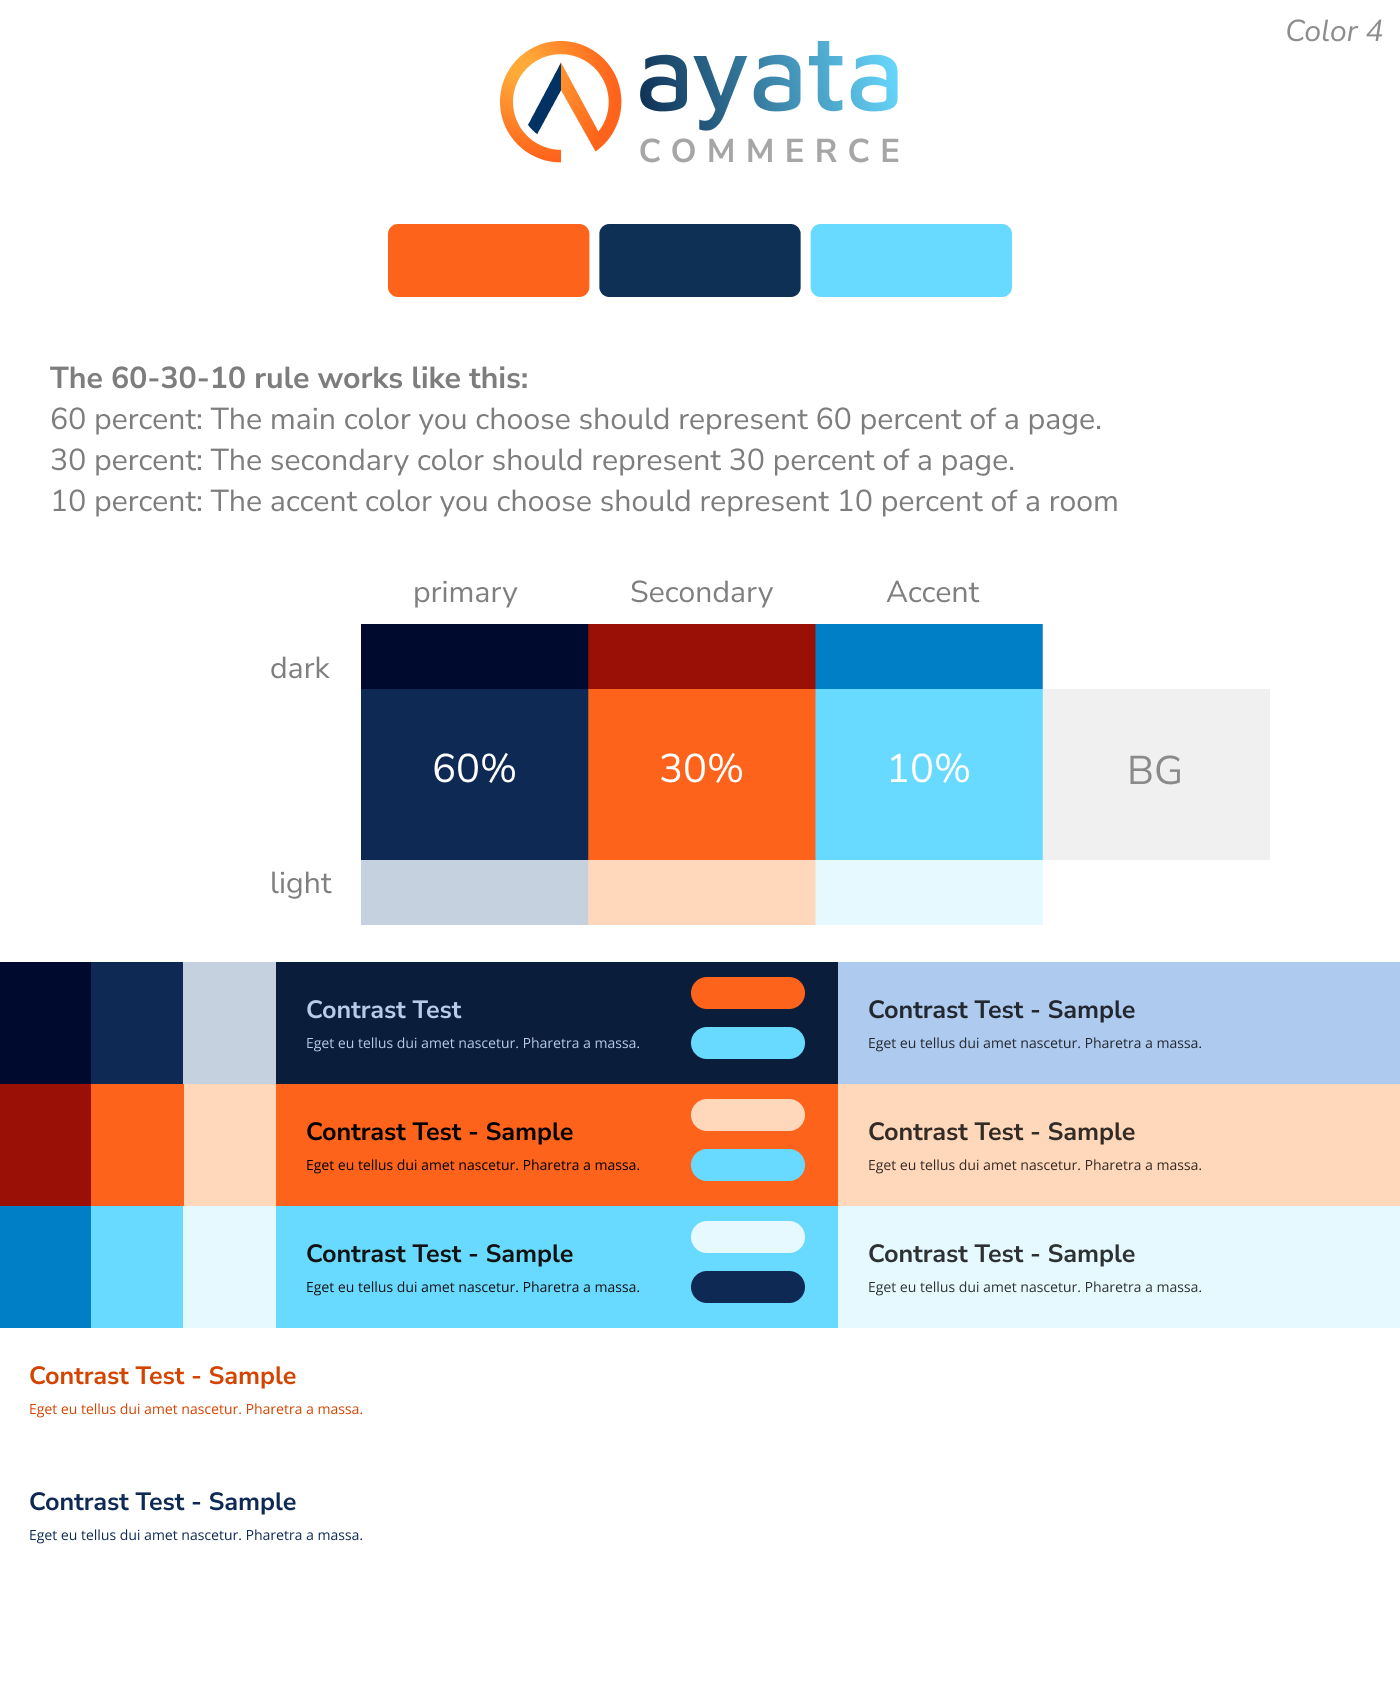 Color 4
ayata
COMMERCE
The 60-30-10 rule works like this:
60 percent: The main color you choose should represent 60 percent of a page.
30 percent: The secondary color should represent 30 percent of a page.
10 percent: The accent color you choose should represent 10 percent of a room
primary Secondary Accent
dark
60% 30% 10% BG
light
Contrast Test
Eget eu tellus dui amet nascetur. Pharetra a massa.
Contrast Test - Sample
Eget eu tellus dui amet nascetur. Pharetra a massa.
Contrast Test - Sample
Eget eu tellus dui amet nascetur. Pharetra a massa.
Contrast Test - Sample
Eget eu tellus dui amet nascetur. Pharetra a massa.
Contrast Test - Sample
Eget eu tellus dui amet nascetur. Pharetra a massa.
Contrast Test - Sample
Eget eu tellus dui amet nascetur. Pharetra a massa.
Contrast Test - Sample
Eget eu tellus dui amet nascetur. Pharetra a massa.
Contrast Test - Sample
Eget eu tellus dui amet nascetur. Pharetra a massa.